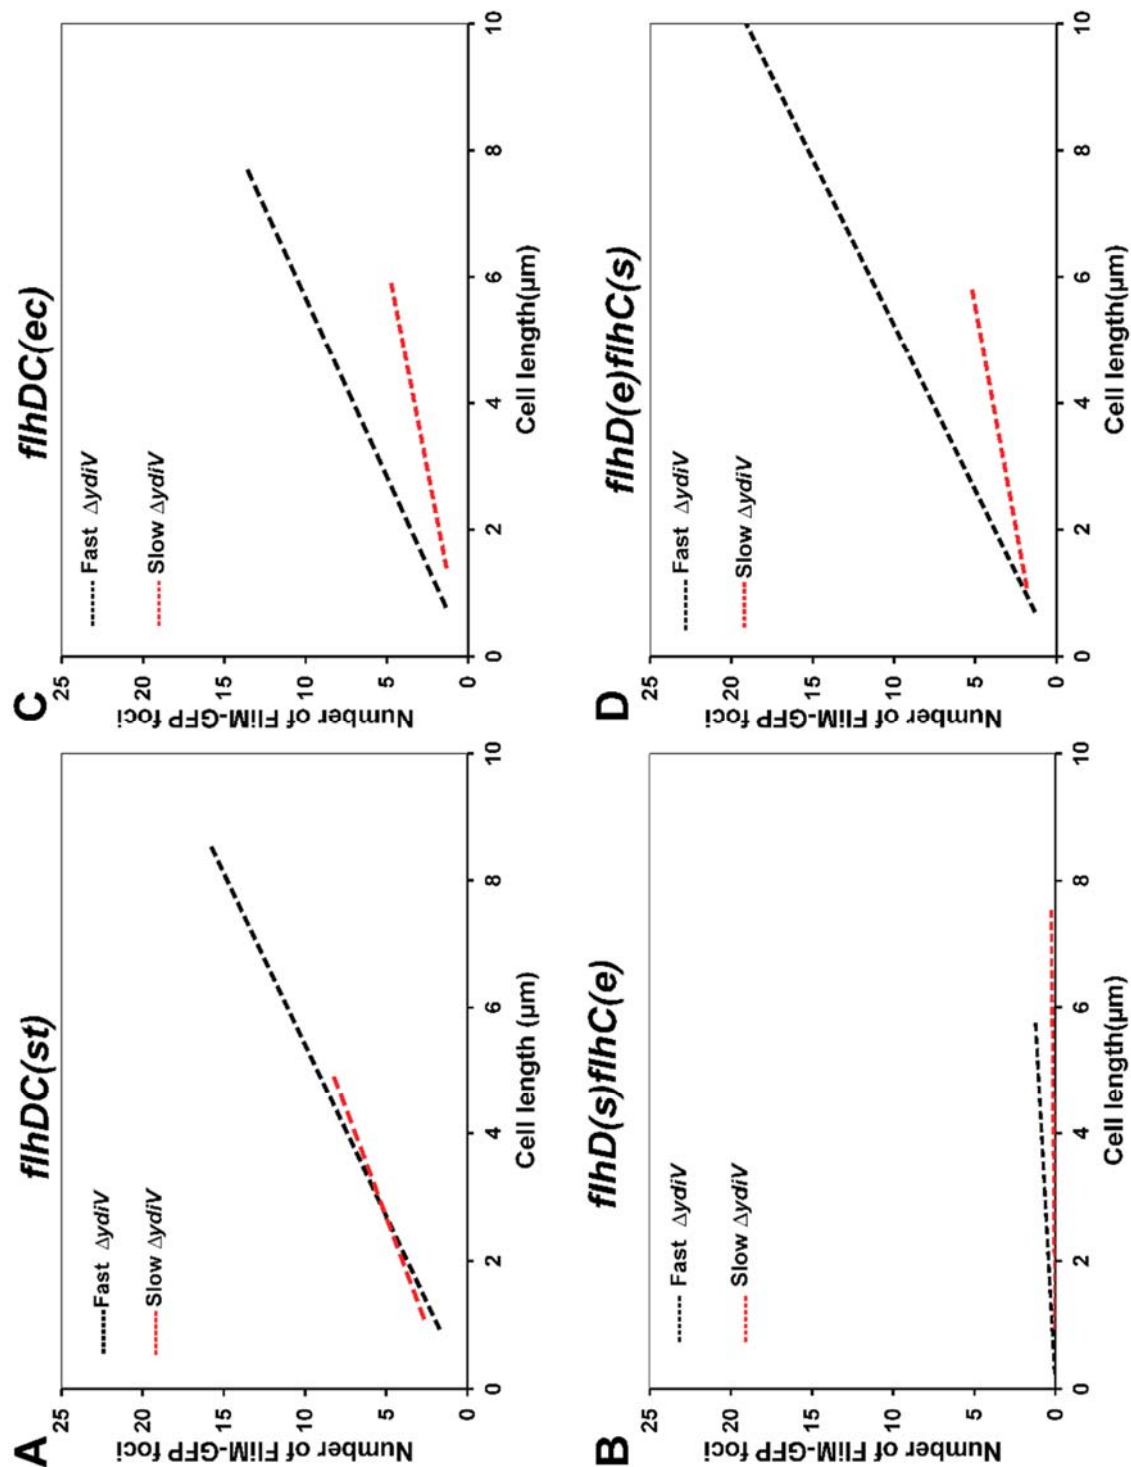 A
flhDC(st)
Number of FliM-GFP foci
25
20
15
10
5
0
Fast ΔydiV
Slow ΔydiV
0 2 4 6 8 10
Cell length (µm)
C
flhDC(ec)
Number of FliM-GFP foci
25
20
15
10
5
0
Fast ΔydiV
Slow ΔydiV
0 2 4 6 8 10
Cell length(µm)
B
flhD(s)flhC(e)
Number of FliM-GFP foci
25
20
15
10
5
0
Fast ΔydiV
Slow ΔydiV
0 2 4 6 8 10
Cell length(µm)
D
flhD(e)flhC(s)
Number of FliM-GFP foci
25
20
15
10
5
0
Fast ΔydiV
Slow ΔydiV
0 2 4 6 8 10
Cell length(µm)